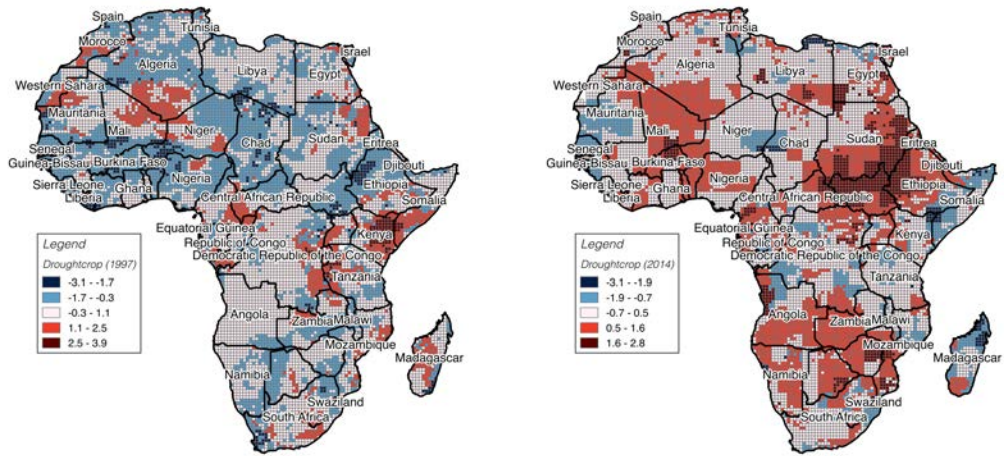 Spain
Tunisia
Morocco
Israel
Algeria
Libya
Egypt
Western Sahara
Mauritania
Mali
Niger
Sudan
Chad
Eritrea
Senegal
Djibouti
Guinea-Bissau
Burkina Faso
Nigeria
Ethiopia
Sierra Leone
Ghana
Somalia
Liberia
Central African Republic
Equatorial Guinea
Kenya
Republic of Congo
Democratic Republic of the Congo
Tanzania
Angola
Malawi
Zambia
Mozambique
Madagascar
Namibia
Swaziland
South Africa
Legend
Droughtcrop (1997)
-3.1 - -1.7
-1.7 - -0.3
-0.3 - 1.1
1.1 - 2.5
2.5 - 3.9
Spain
Tunisia
Morocco
Israel
Algeria
Libya
Egypt
Western Sahara
Mauritania
Mali
Niger
Sudan
Chad
Eritrea
Senegal
Djibouti
Guinea-Bissau
Burkina Faso
Nigeria
Ethiopia
Sierra Leone
Ghana
Somalia
Liberia
Central African Republic
Equatorial Guinea
Kenya
Republic of Congo
Democratic Republic of the Congo
Tanzania
Angola
Malawi
Zambia
Mozambique
Madagascar
Namibia
Swaziland
South Africa
Legend
Droughtcrop (2014)
-3.1 - -1.9
-1.9 - -0.7
-0.7 - 0.5
0.5 - 1.6
1.6 - 2.8